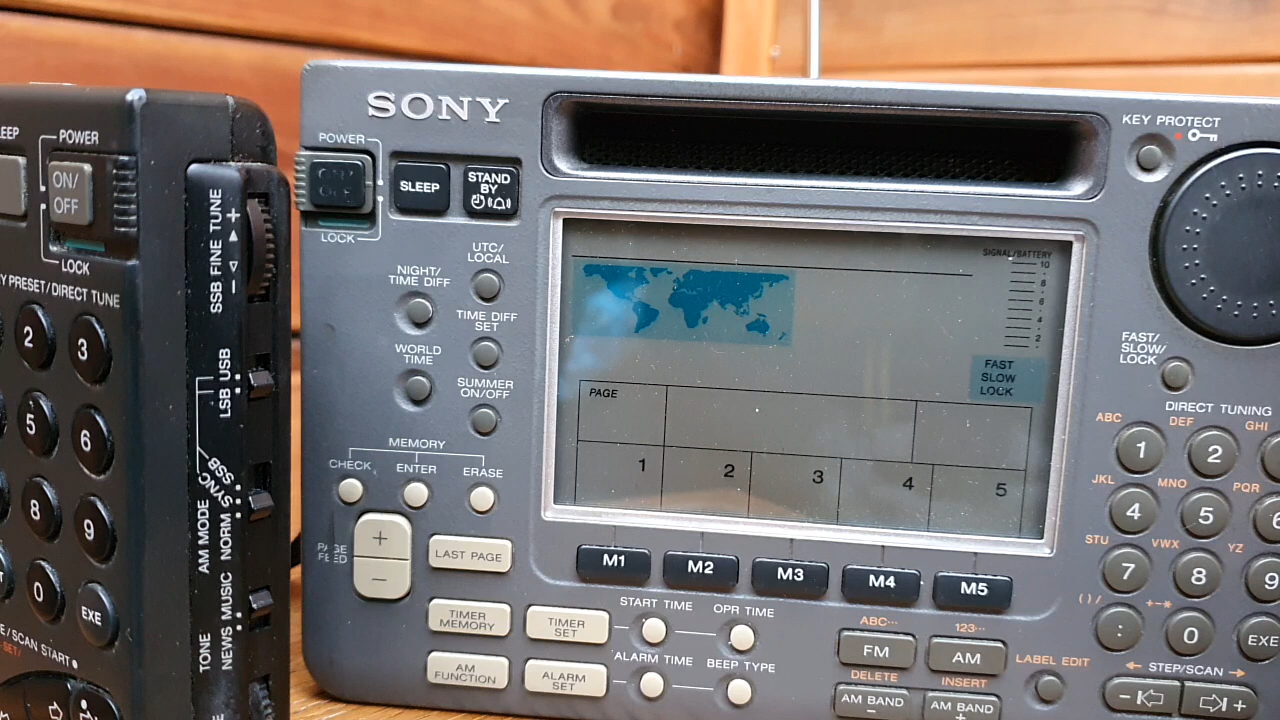 POWER
ON/
OFF
LOCK
PRESET/DIRECT TUNE
2
3
5
6
8
9
0
EXE
SCAN START
SSB FINE TUNE
− +
LSB USB
AM MODE
NORM SYNC SSB
TONE
NEWS MUSIC
SONY
POWER
LOCK
SLEEP
STAND
BY
KEY PROTECT
UTC/
LOCAL
NIGHT/
TIME DIFF
TIME DIFF
SET
WORLD
TIME
SUMMER
ON/OFF
SIGNAL/BATTERY
10
8
6
4
2
FAST
SLOW
LOCK
PAGE
1 2 3 4 5
FAST/
SLOW/
LOCK
DIRECT TUNING
ABC DEF GHI
1 2
JKL MNO PQR
4 5 6
STU VWX YZ
7 8 9
( ) / +-*
: 0 EXE
MEMORY
CHECK ENTER ERASE
+
−
LAST PAGE
M1 M2 M3 M4 M5
TIMER
MEMORY
TIMER
SET
START TIME OPR TIME
AM
FUNCTION
ALARM
SET
ALARM TIME BEEP TYPE
ABC··· 123···
FM AM
DELETE INSERT
AM BAND
−
AM BAND
+
LABEL EDIT
STEP/SCAN
− +